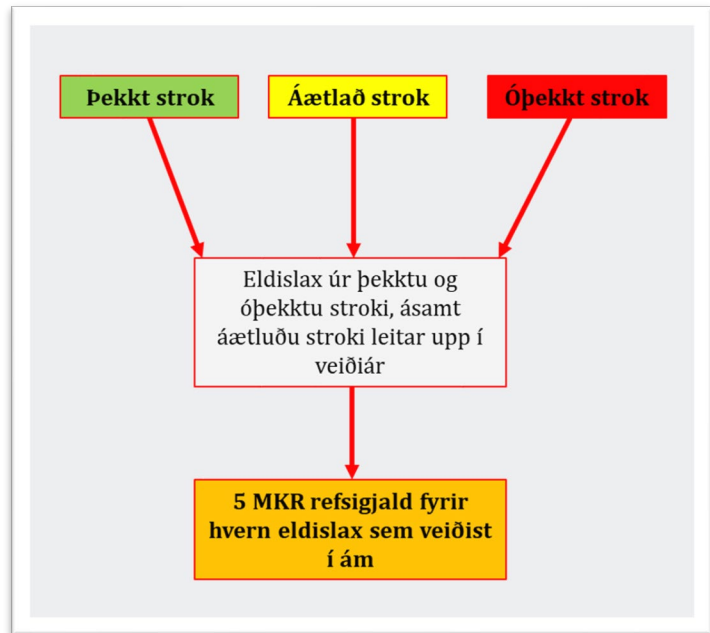 Þekkt strok
Áætlað strok
Óþekkt strok
Eldislax úr þekktu og
óþekktu stroki, ásamt
áætluðu stroki leitar upp í
veiðiár
5 MKR refsigjald fyrir
hvern eldislax sem veiðist
í ám